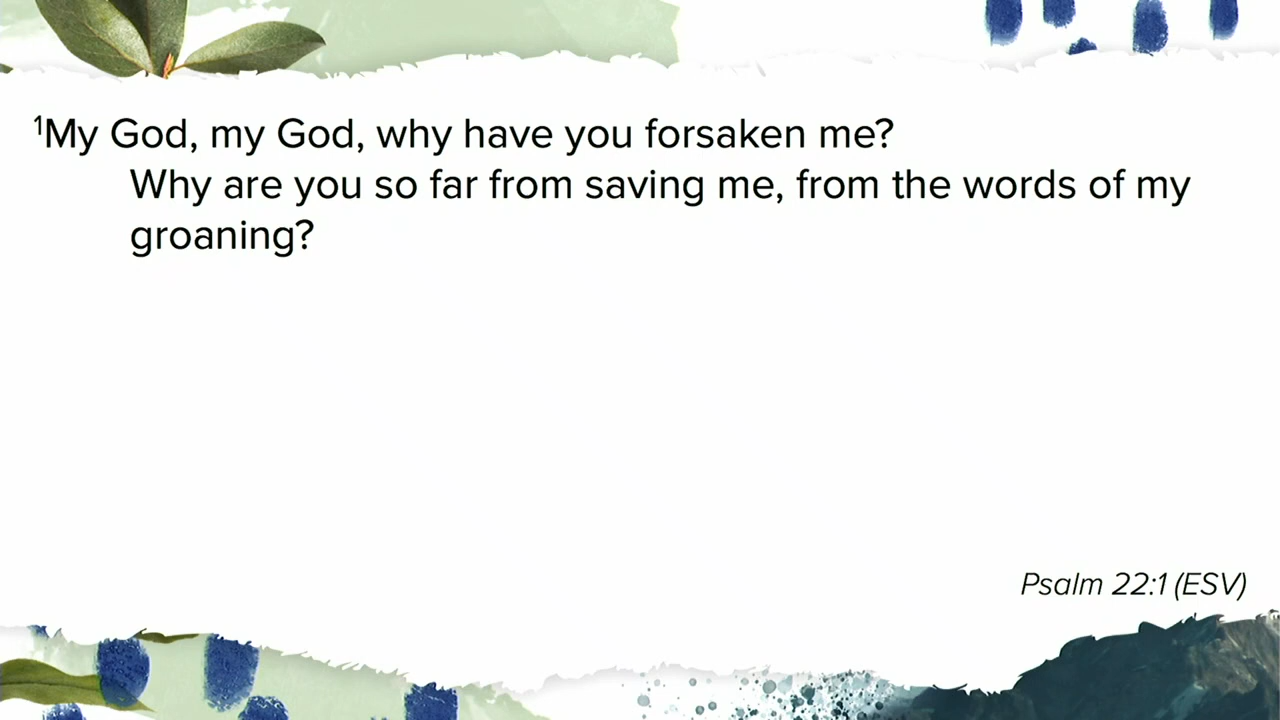 ¹My God, my God, why have you forsaken me?
Why are you so far from saving me, from the words of my
groaning?
Psalm 22:1 (ESV)